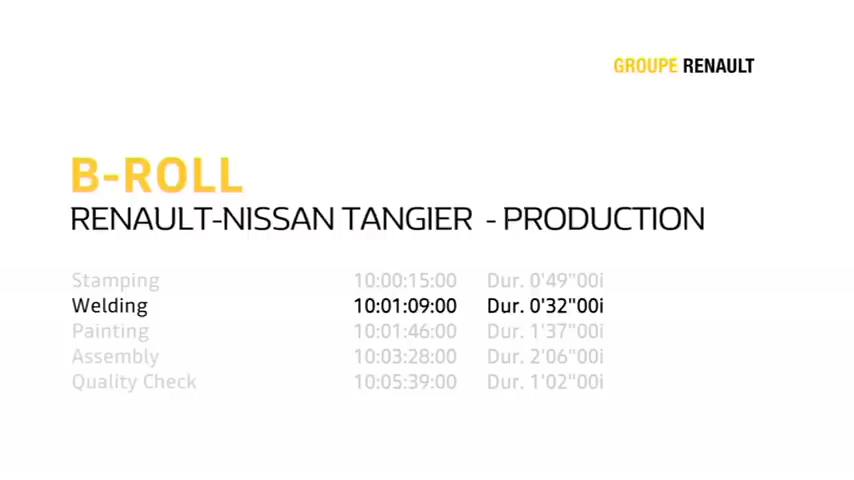 GROUPE RENAULT
B-ROLL
RENAULT-NISSAN TANGIER - PRODUCTION
Stamping 10:00:15:00 Dur. 0'49"00i
Welding 10:01:09:00 Dur. 0'32"00i
Painting 10:01:46:00 Dur. 1'37"00i
Assembly 10:03:28:00 Dur. 2'06"00i
Quality Check 10:05:39:00 Dur. 1'02"00i